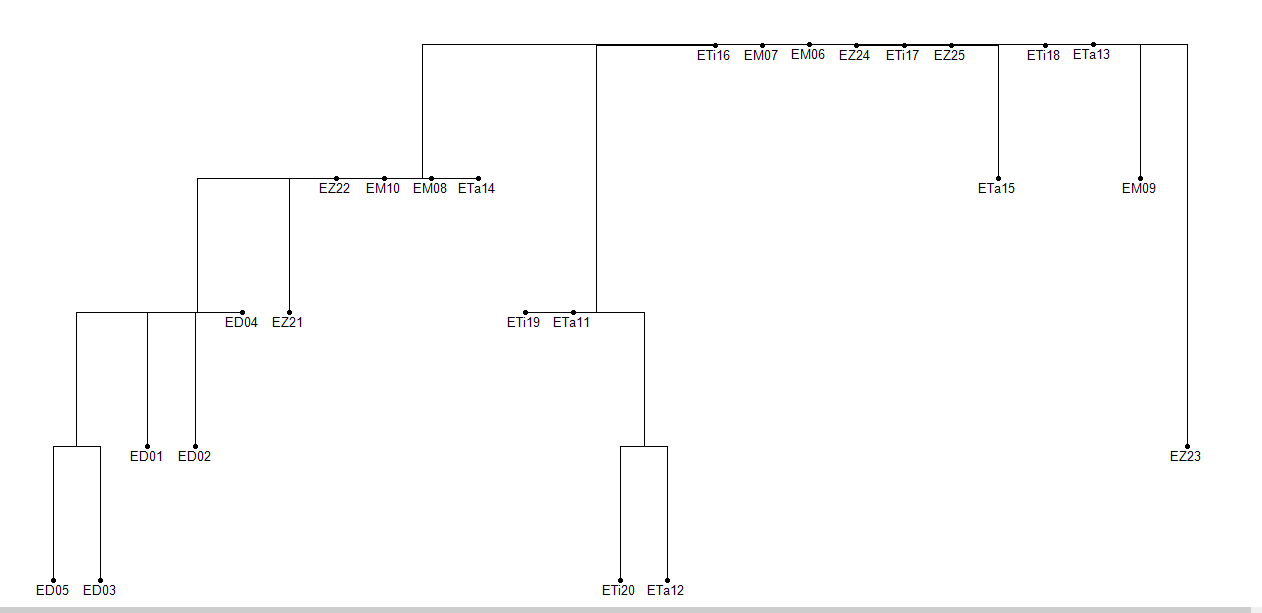 ETi16 EM07 EM06 EZ24 ETi17 EZ25 ETi18 ETa13
EZ22 EM10 EM08 ETa14 ETa15 EM09
ED04 EZ21 ETi19 ETa11
ED01 ED02 EZ23
ED05 ED03 ETi20 ETa12